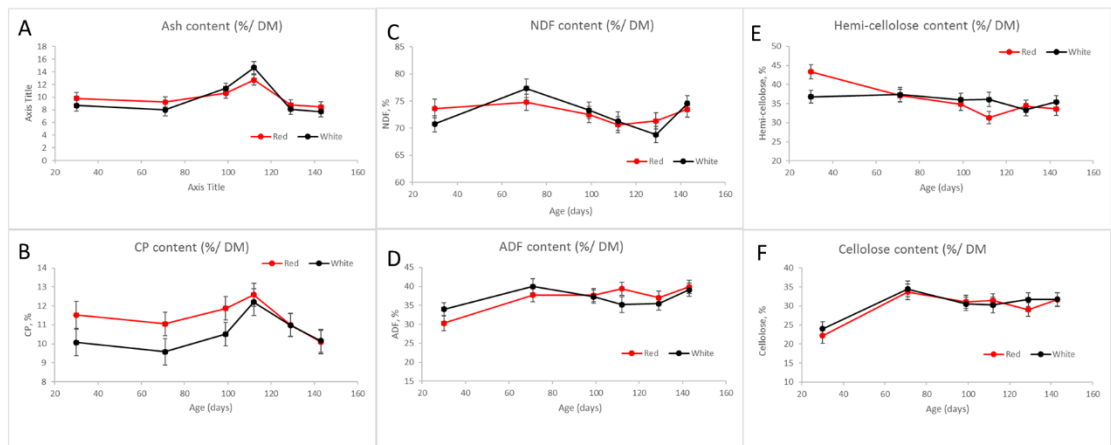 A
Ash content (%/ DM)
Red
White
18
16
14
12
10
8
6
4
2
0
Axis Title
20 40 60 80 100 120 140 160
Axis Title
B
CP content (%/ DM)
Red
White
14
13
12
11
10
9
8
CP, %
20 40 60 80 100 120 140 160
Age (days)
C
NDF content (%/ DM)
85
80
75
70
65
60
NDF, %
Red
White
20 40 60 80 100 120 140 160
Age (days)
D
ADF content (%/ DM)
45
40
35
30
25
20
15
10
ADF, %
Red
White
20 40 60 80 100 120 140 160
Age (days)
E
Hemi-cellolose content (%/ DM)
Red
White
50
45
40
35
30
25
20
15
10
Hemi-cellolose, %
20 40 60 80 100 120 140 160
Age (days)
F
Cellolose content (%/ DM
40
35
30
25
20
15
10
Cellolose, %
Red
White
20 40 60 80 100 120 140 160
Age (days)